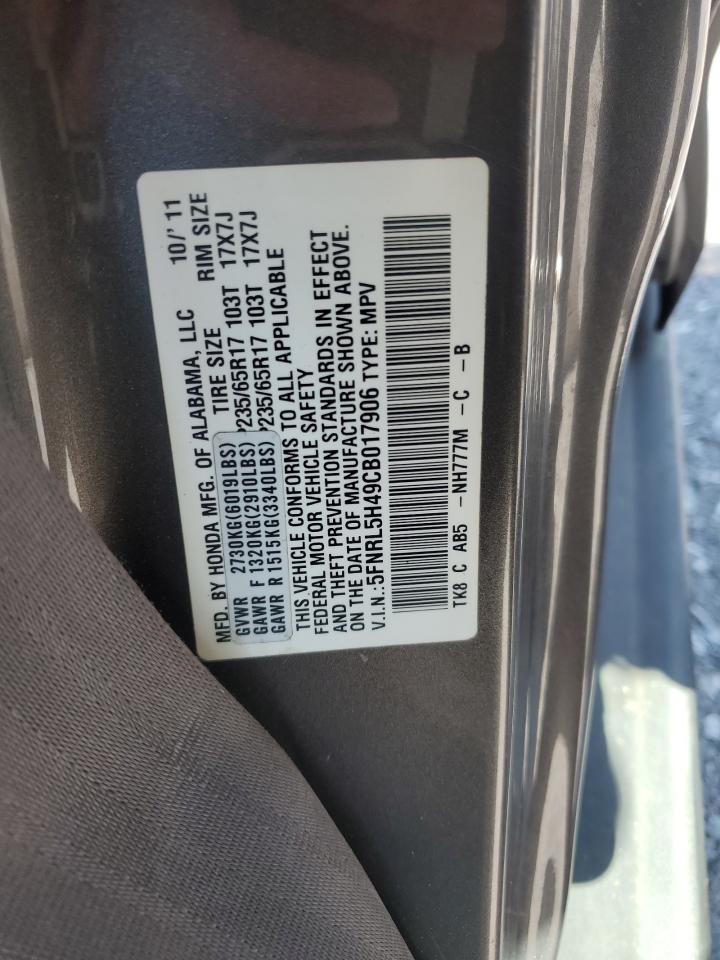 MFD. BY HONDA MFG. OF ALABAMA, LLC 10/'11
TIRE SIZE RIM SIZE
GVWR 2730KG(6019LBS)
GAWR F 1320KG(2910LBS) P235/65R17 103T 17X7J
GAWR R 1515KG(3340LBS) P235/65R17 103T 17X7J
THIS VEHICLE CONFORMS TO ALL APPLICABLE
FEDERAL MOTOR VEHICLE SAFETY
AND THEFT PREVENTION STANDARDS IN EFFECT
ON THE DATE OF MANUFACTURE SHOWN ABOVE.
V.I.N.: 5FNRL5H49CB017906 TYPE: MPV
TK8 C AB5 -NH777M -C -B